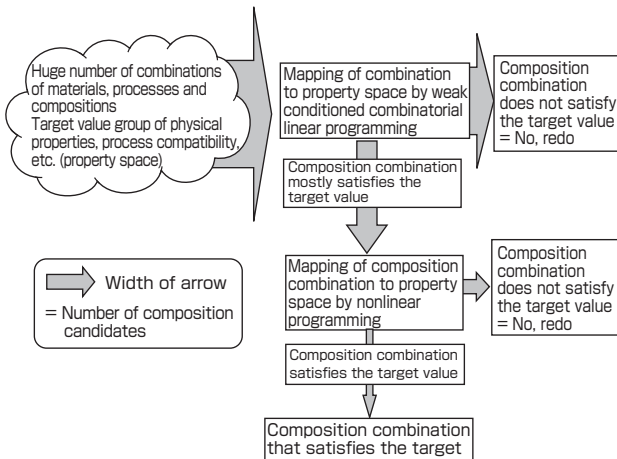 Huge number of combinations
of materials, processes and
compositions
Target value group of physical
properties, process compatibility,
etc. (property space)
Mapping of combination
to property space by weak
conditioned combinatorial
linear programming
Composition
combination
does not satisfy
the target value
= No, redo
Composition combination
mostly satisfies the
target value
Mapping of composition
combination to property
space by nonlinear
programming
Composition
combination
does not satisfy
the target value
= No, redo
Width of arrow
= Number of composition
candidates
Composition combination
satisfies the target value
Composition combination
that satisfies the target